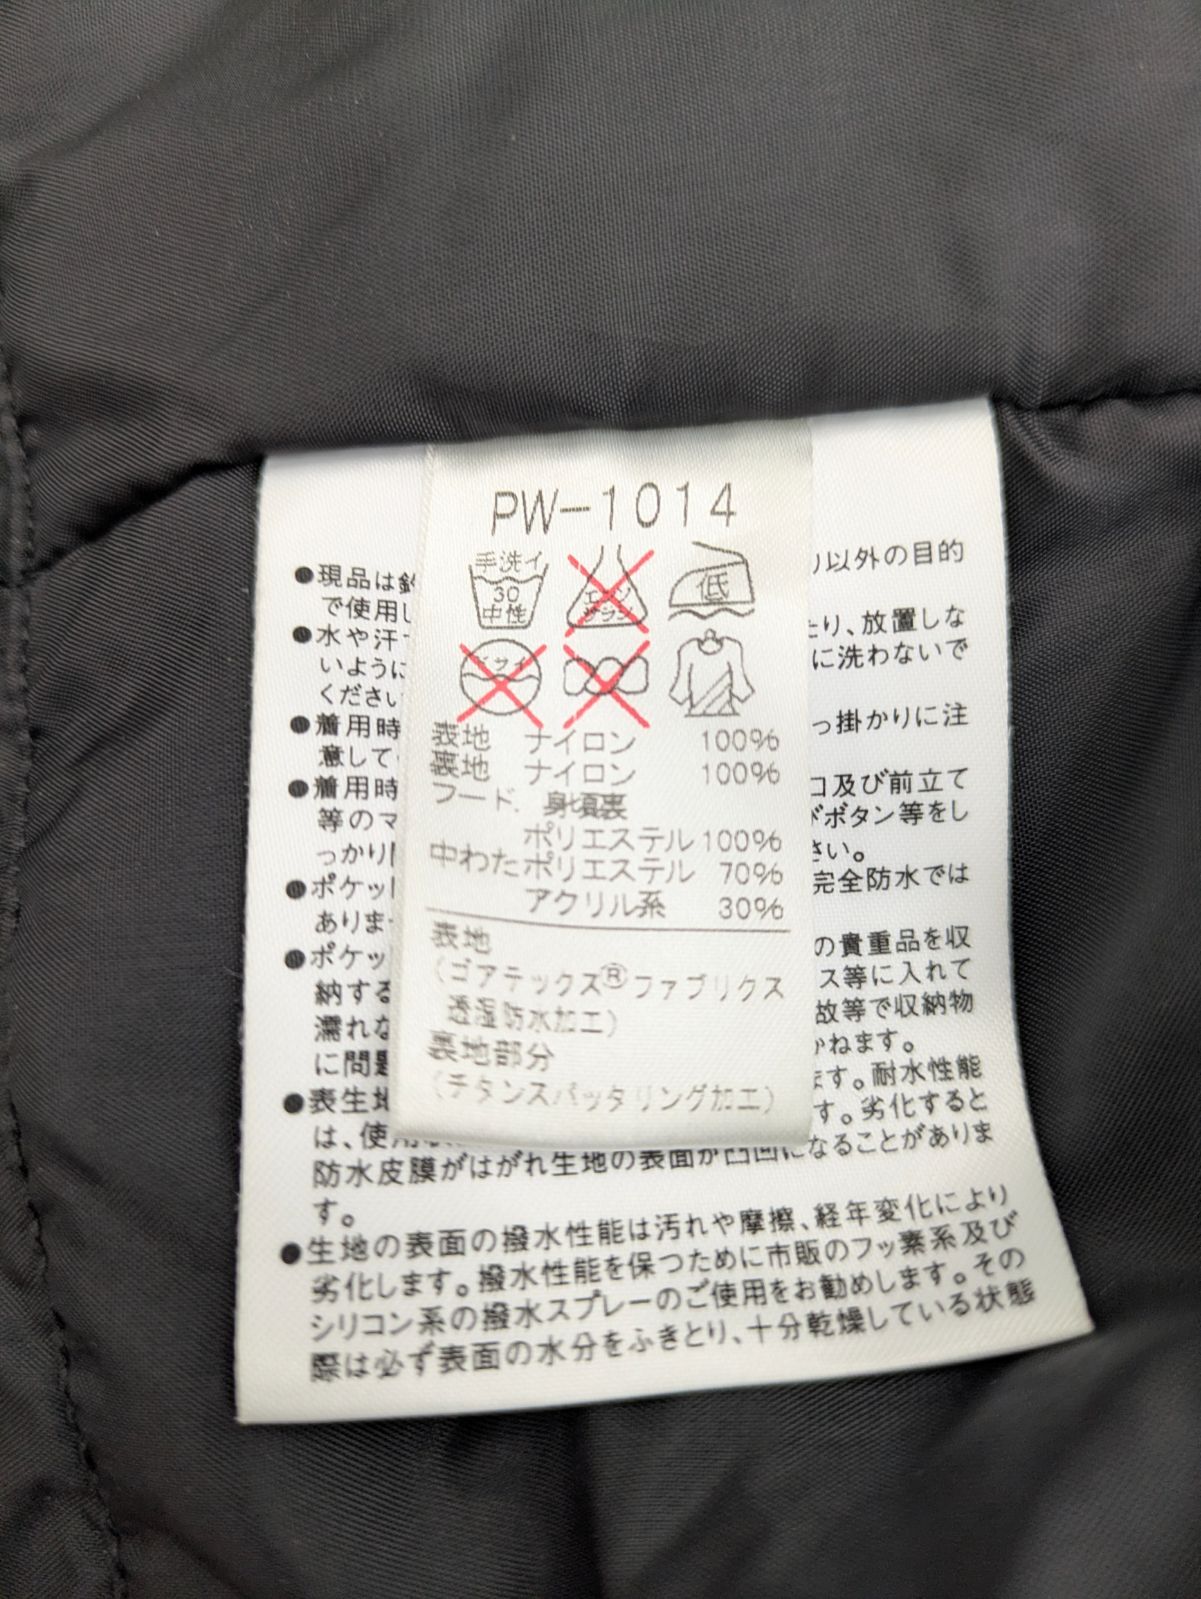 PW-1014
手洗イ
30
中性
エンソ
サラシ
低
ドライ
表地 ナイロン 100%
裏地 ナイロン 100%
フード. 身頃裏
ポリエステル 100%
中わた ポリエステル 70%
アクリル系 30%
表地
(ゴアテックス®ファブリクス
透湿防水加工)
裏地部分
(チタンスパッタリング加工)
●現品は釣
り以外の目的
で使用し
●水や汗で
たり、放置しな
いように
に洗わないで
ください
●着用時
っ掛かりに注
意して
●着用時
口及び前立て
等のマ
ボタン等をし
っかり
さい。
●ポケッ
完全防水では
ありませ
●ポケッ
の貴重品を収
納する
ス等に入れて
濡れな
故等で収納物
に問題
かねます。
●表生地
ます。耐水性能
は、使用
す。劣化すると
防水皮膜がはがれ生地の表面が凸凹になることがありま
す。
●生地の表面の撥水性能は汚れや摩擦、経年変化により
劣化します。撥水性能を保つために市販のフッ素系及び
シリコン系の撥水スプレーのご使用をお勧めします。その
際は必ず表面の水分をふきとり、十分乾燥している状態